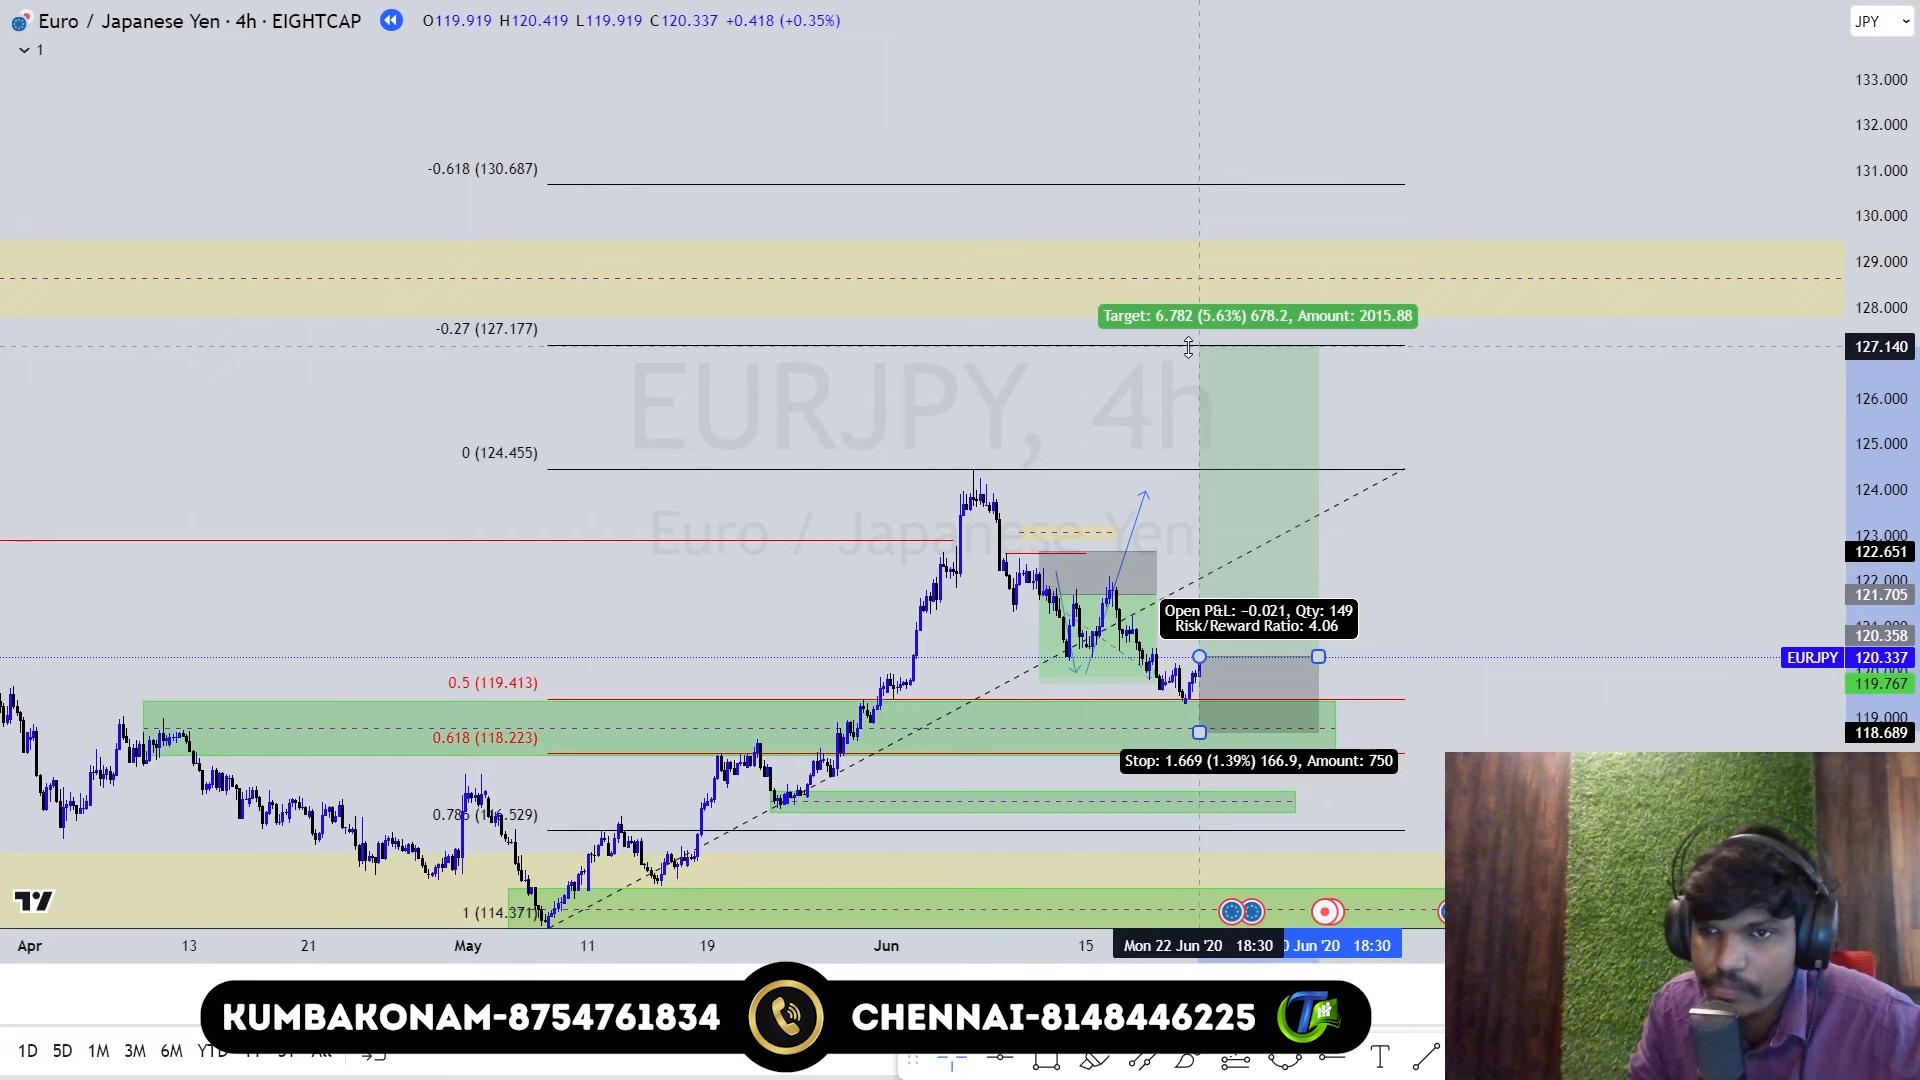 Euro / Japanese Yen · 4h · EIGHTCAP O119.919 H120.419 L119.919 C120.337 +0.418 (+0.35%)
JPY
1
133.000
132.000
-0.618 (130.687)
131.000
130.000
129.000
128.000
Target: 6.782 (5.63%) 678.2, Amount: 2015.88
-0.27 (127.177)
127.140
EURJPY, 4h
126.000
125.000
0 (124.455)
124.000
Euro / Japanese Yen
123.000
122.651
122.000
121.705
Open P&L: −0.021, Qty: 149
Risk/Reward Ratio: 4.06
120.358
EURJPY 120.337
0.5 (119.413)
119.767
119.000
118.689
0.618 (118.223)
Stop: 1.669 (1.39%) 166.9, Amount: 750
1 (114.371)
Apr 13 21 May 11 19 Jun 15 Mon 22 Jun '20 18:30 Jun '20 18:30
KUMBAKONAM-8754761834 CHENNAI-8148446225
1D 5D 1M 3M 6M YTD